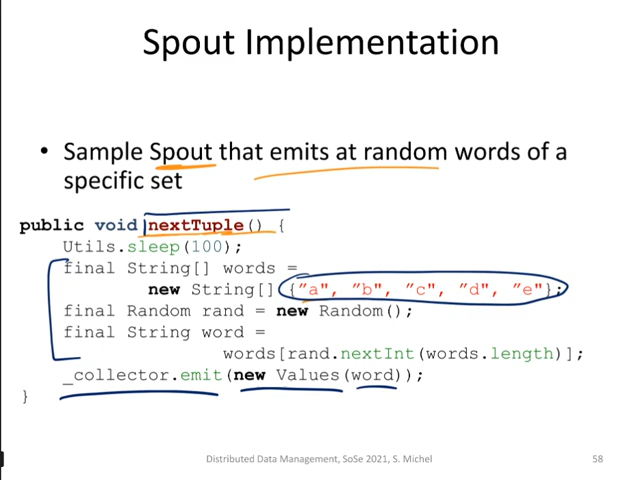 Spout Implementation
• Sample Spout that emits at random words of a
specific set
public void nextTuple() {
Utils.sleep(100);
final String[] words =
new String[] {"a", "b", "c", "d", "e"};
final Random rand = new Random();
final String word =
words[rand.nextInt(words.length)];
_collector.emit(new Values(word));
}
Distributed Data Management, SoSe 2021, S. Michel
58